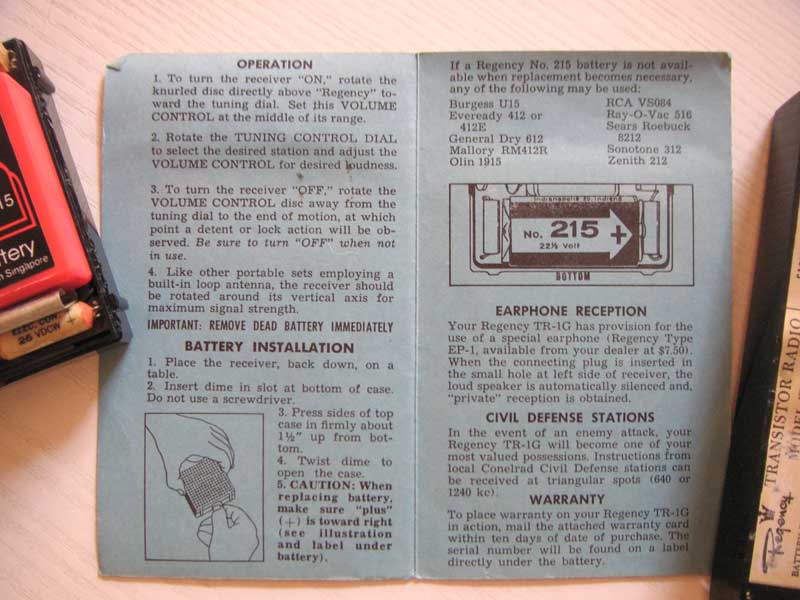 OPERATION
1. To turn the receiver "ON," rotate the
knurled disc directly above "Regency" to-
ward the tuning dial. Set this VOLUME
CONTROL at the middle of its range.
2. Rotate the TUNING CONTROL DIAL
to select the desired station and adjust the
VOLUME CONTROL for desired loudness.
3. To turn the receiver "OFF," rotate the
VOLUME CONTROL disc away from the
tuning dial to the end of motion, at which
point a detent or lock action will be ob-
served. Be sure to turn "OFF" when not
in use.
4. Like other portable sets employing a
built-in loop antenna, the receiver should
be rotated around its vertical axis for
maximum signal strength.
IMPORTANT: REMOVE DEAD BATTERY IMMEDIATELY
BATTERY INSTALLATION
1. Place the receiver, back down, on a
table.
2. Insert dime in slot at bottom of case.
Do not use a screwdriver.
3. Press sides of top
case in firmly about
1½" up from bot-
tom.
4. Twist dime to
open the case.
5. CAUTION: When
replacing battery,
make sure "plus"
(+) is toward right
(see illustration
and label under
battery).
If a Regency No. 215 battery is not avail-
able when replacement becomes necessary,
any of the following may be used:
Burgess U15
Eveready 412 or
412E
General Dry 612
Mallory RM412R
Olin 1915
RCA VS084
Ray-O-Vac 516
Sears Roebuck
8212
Sonotone 312
Zenith 212
Indianapolis
No. 215 +
22½ Volt
BOTTOM
EARPHONE RECEPTION
Your Regency TR-1G has provision for the
use of a special earphone (Regency Type
EP-1, available from your dealer at $7.50).
When the connecting plug is inserted in
the small hole at left side of receiver, the
loud speaker is automatically silenced and,
"private" reception is obtained.
CIVIL DEFENSE STATIONS
In the event of an enemy attack, your
Regency TR-1G will become one of your
most valued possessions. Instructions from
local Conelrad Civil Defense stations can
be received at triangular spots (640 or
1240 kc).
WARRANTY
To place warranty on your Regency TR-1G
in action, mail the attached warranty card
within ten days of date of purchase. The
serial number will be found on a label
directly under the battery.
15
ttery
Singapore
ELEC. CON.
25 VDCW +
TRANSISTOR RADIO
Regency
MODEL